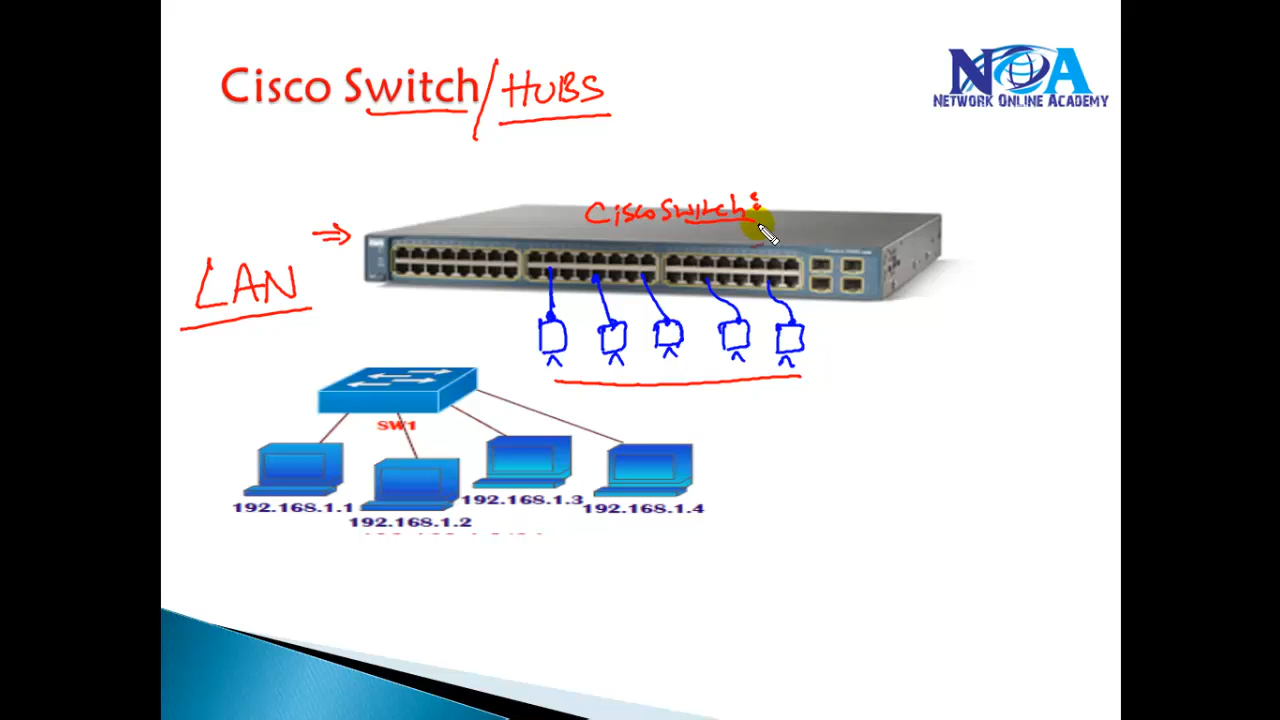 Cisco Switch/HUBS
NOA
NETWORK ONLINE ACADEMY
Cisco Switch:
LAN
SW1
192.168.1.1
192.168.1.2
192.168.1.3
192.168.1.4